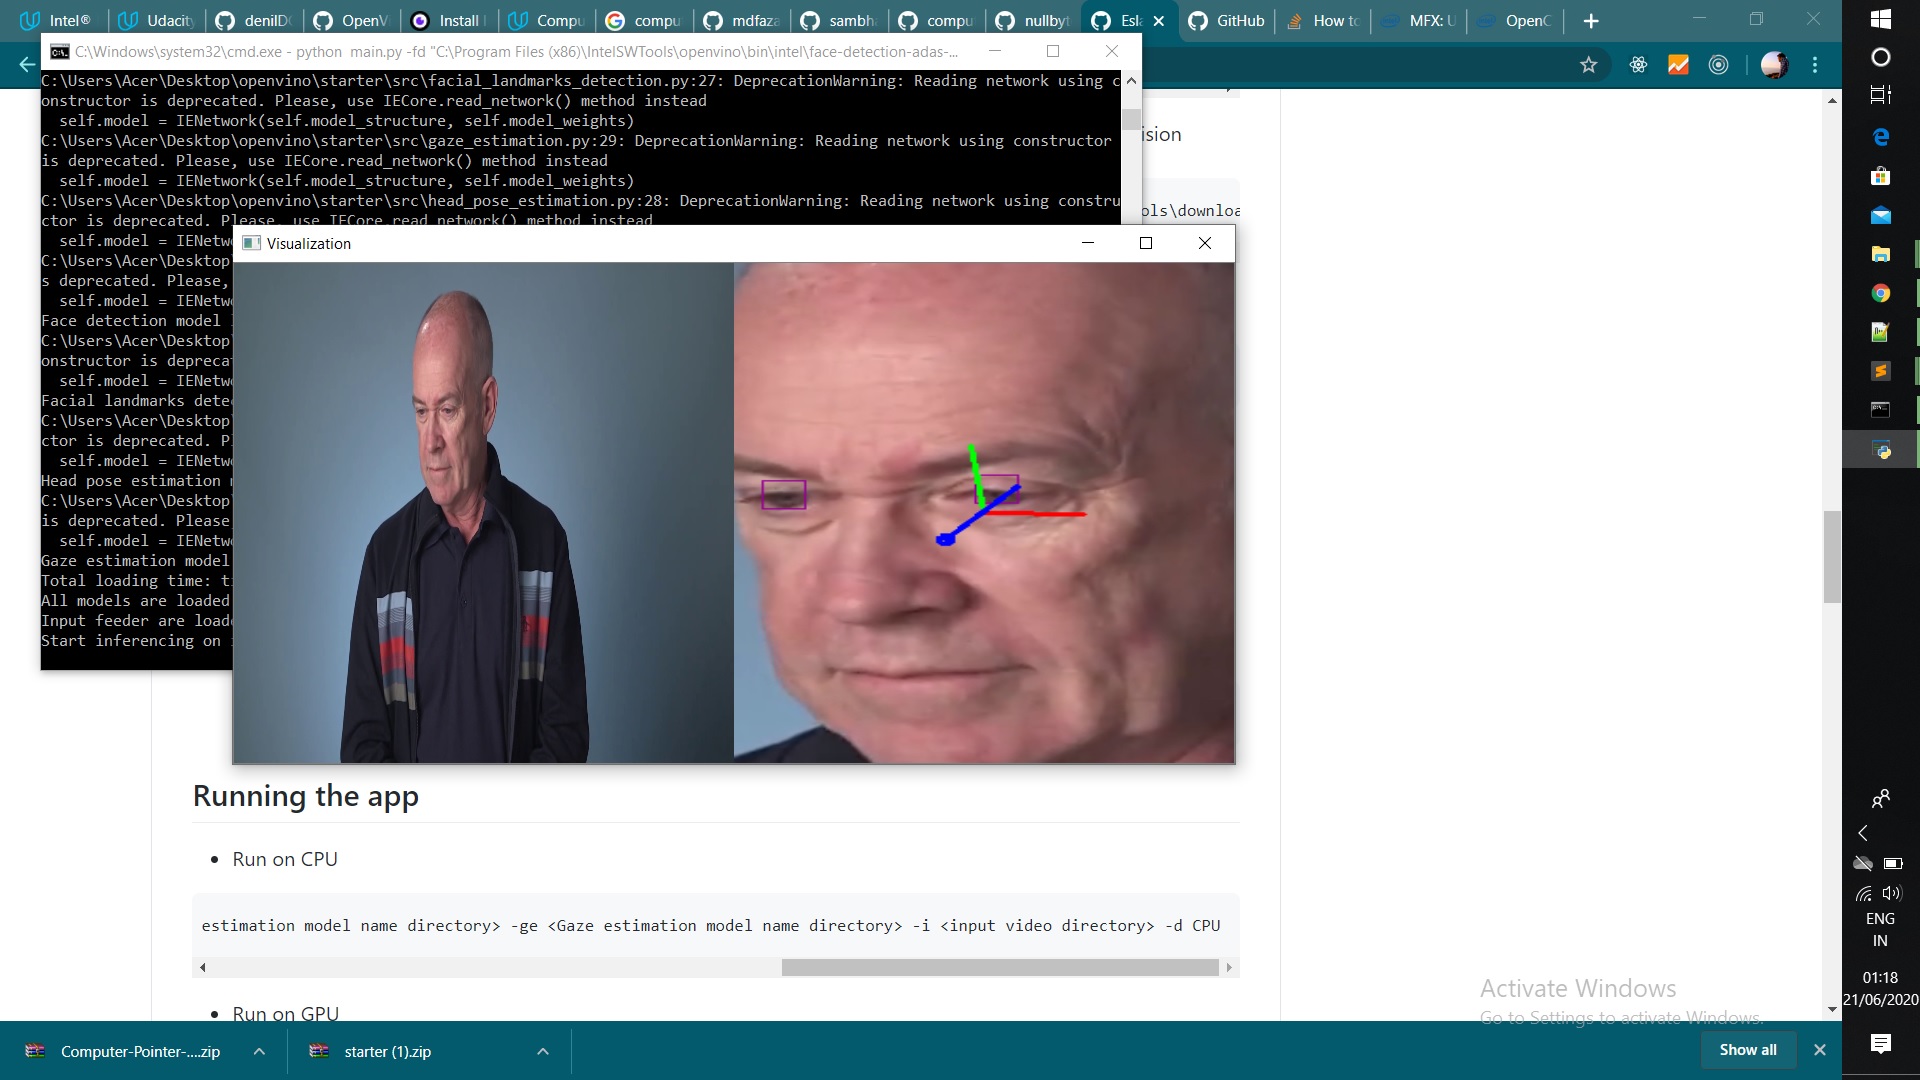 Intel®
Udacit
denilD
OpenV
Install
Compu
compu
mdfaza
sambh
compu
nullbyt
Esla
GitHub
How to
MFX: U
OpenC
C:\Windows\system32\cmd.exe - python  main.py -fd "C:\Program Files (x86)\IntelSWTools\openvino\bin\intel\face-detection-adas-...
C:\Users\Acer\Desktop\openvino\starter\src\facial_landmarks_detection.py:27: DeprecationWarning: Reading network using c
onstructor is deprecated. Please, use IECore.read_network() method instead
self.model = IENetwork(self.model_structure, self.model_weights)
C:\Users\Acer\Desktop\openvino\starter\src\gaze_estimation.py:29: DeprecationWarning: Reading network using constructor
is deprecated. Please, use IECore.read_network() method instead
self.model = IENetwork(self.model_structure, self.model_weights)
C:\Users\Acer\Desktop\openvino\starter\src\head_pose_estimation.py:28: DeprecationWarning: Reading network using constru
ctor is deprecated. Please, use IECore.read_network() method instead
self.model = IENetw
C:\Users\Acer\Desktop
s deprecated. Please,
self.model = IENetw
Face detection model
C:\Users\Acer\Desktop
onstructor is depreca
self.model = IENetw
Facial landmarks dete
C:\Users\Acer\Desktop
ctor is deprecated. P
self.model = IENetw
Head pose estimation
C:\Users\Acer\Desktop
is deprecated. Please
self.model = IENetw
Gaze estimation model
Total loading time: t
All models are loaded
Input feeder are load
Start inferencing on
ision
ols\downloa
Visualization
Running the app
Run on CPU
estimation model name directory> -ge <Gaze estimation model name directory> -i <input video directory> -d CPU
Run on GPU
Activate Windows
Go to Settings to activate Windows.
Computer-Pointer-....zip
starter (1).zip
Show all
ENG
IN
01:18
21/06/2020